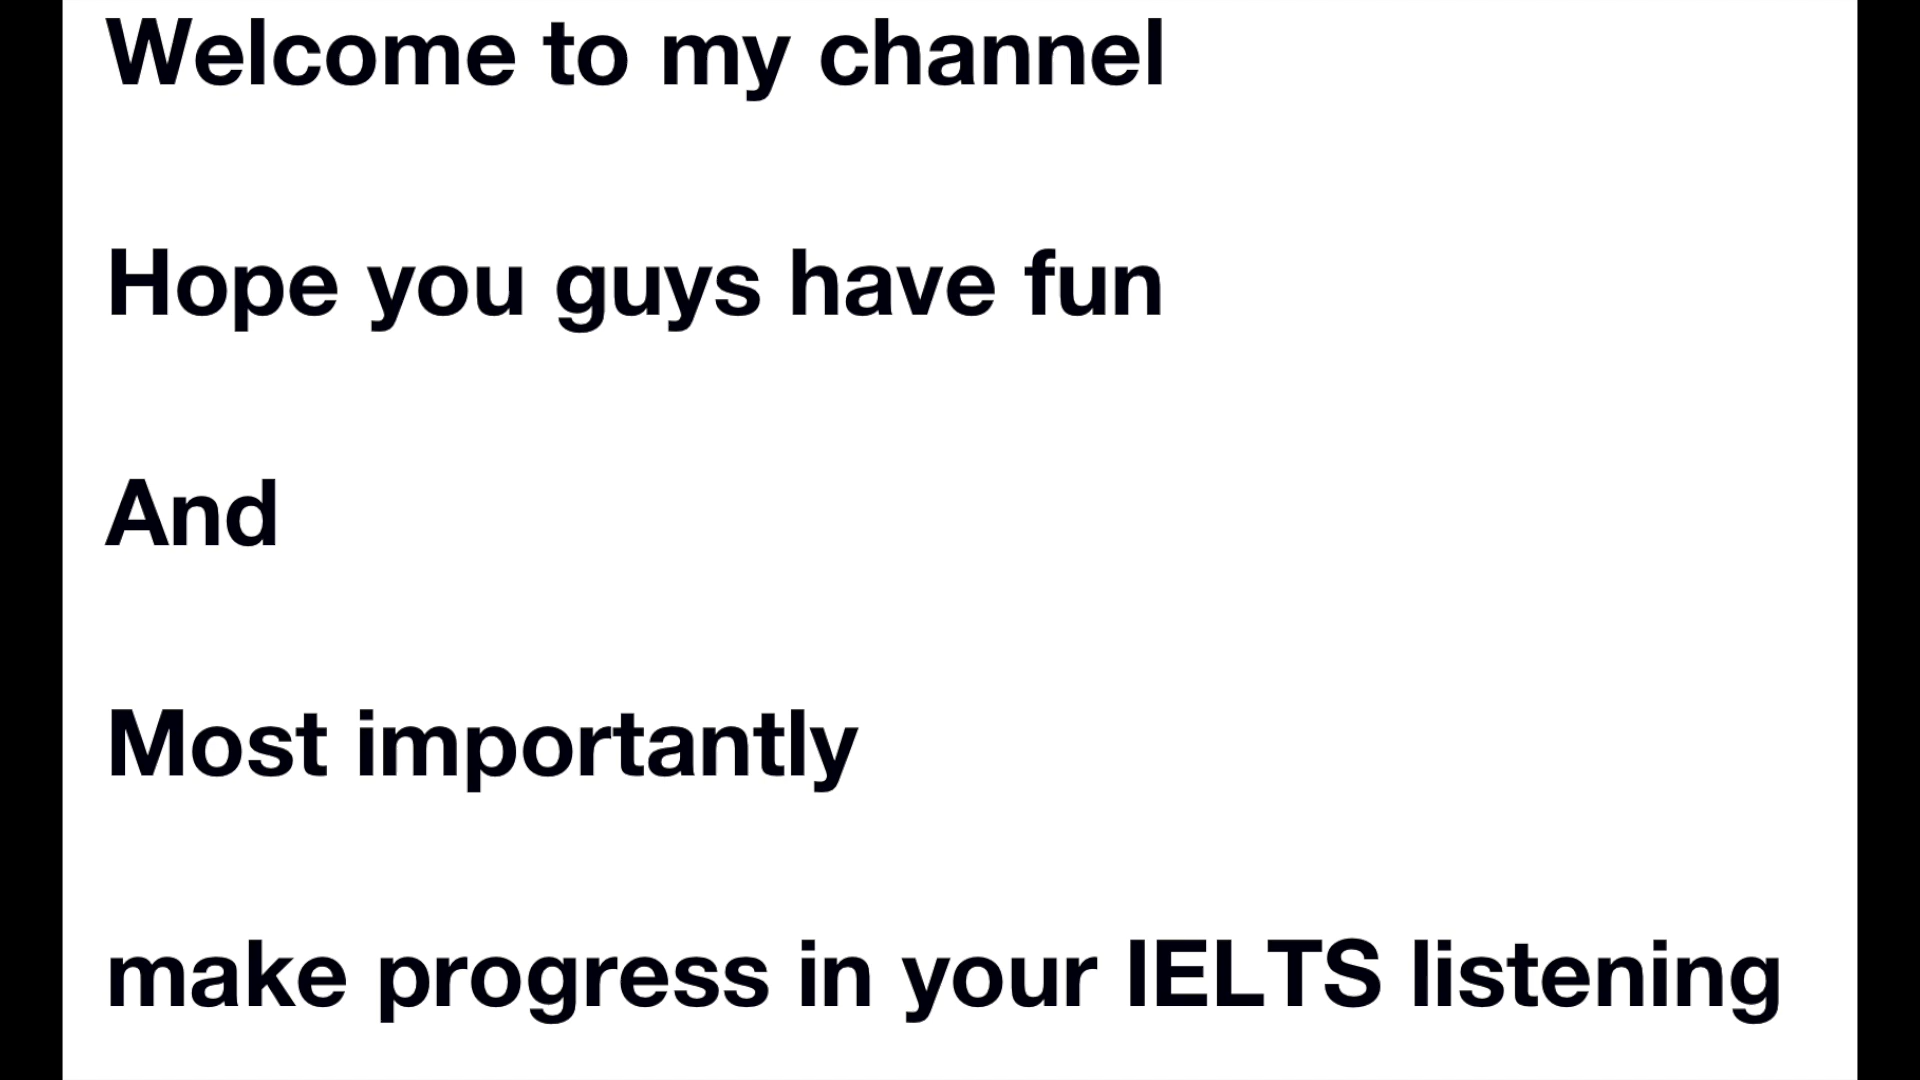 Welcome to my channel
Hope you guys have fun
And
Most importantly
make progress in your IELTS listening